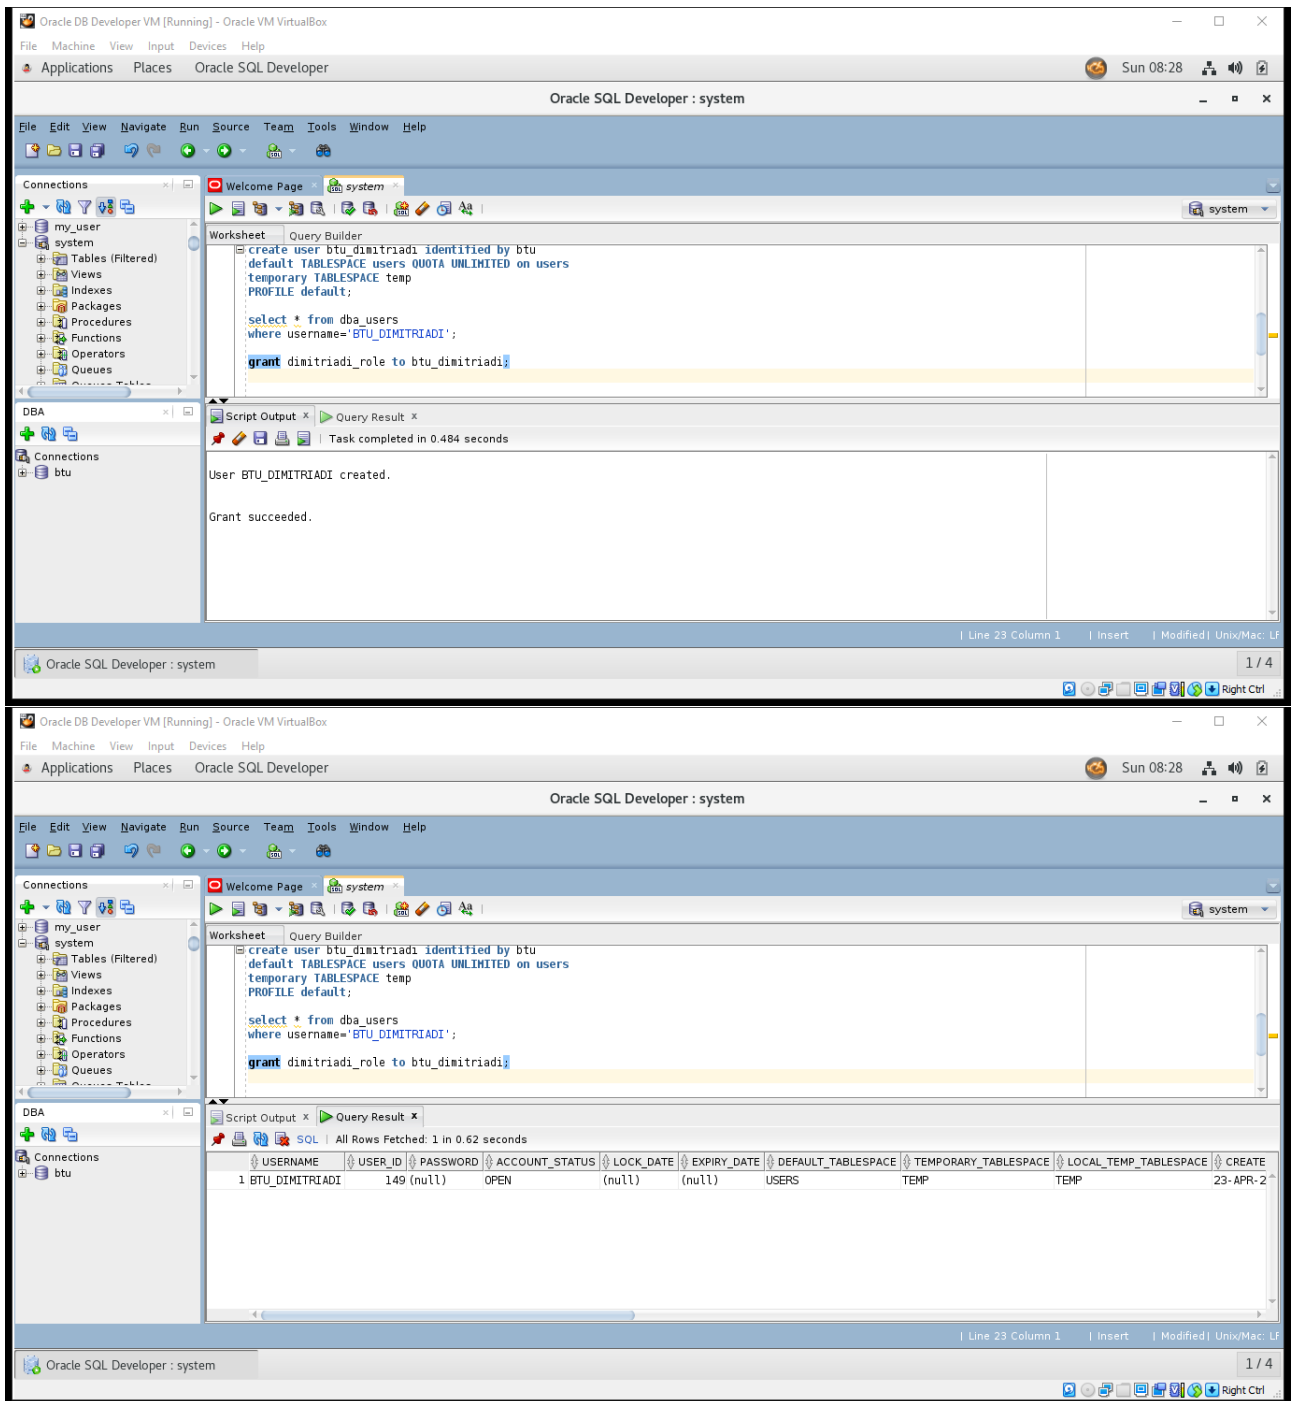 Oracle DB Developer VM [Running] - Oracle VM VirtualBox
File Machine View Input Devices Help
Applications Places Oracle SQL Developer Sun 08:28
Oracle SQL Developer : system
File Edit View Navigate Run Source Team Tools Window Help
Connections
Welcome Page
system
system
my_user
system
Tables (Filtered)
Views
Indexes
Packages
Procedures
Functions
Operators
Queues
Queues Tables
Worksheet Query Builder
create user btu_dimitriadi identified by btu
default TABLESPACE users QUOTA UNLIMITED on users
temporary TABLESPACE temp
PROFILE default;
select * from dba_users
where username='BTU_DIMITRIADI';
grant dimitriadi_role to btu_dimitriadi;
DBA
Connections
btu
Script Output x Query Result x
Task completed in 0.484 seconds
User BTU_DIMITRIADI created.
Grant succeeded.
| Line 23 Column 1 | Insert | Modified | Unix/Mac: LF
Oracle SQL Developer : system 1 / 4
Right Ctrl
Oracle DB Developer VM [Running] - Oracle VM VirtualBox
File Machine View Input Devices Help
Applications Places Oracle SQL Developer Sun 08:28
Oracle SQL Developer : system
File Edit View Navigate Run Source Team Tools Window Help
Connections
Welcome Page
system
system
my_user
system
Tables (Filtered)
Views
Indexes
Packages
Procedures
Functions
Operators
Queues
Queues Tables
Worksheet Query Builder
create user btu_dimitriadi identified by btu
default TABLESPACE users QUOTA UNLIMITED on users
temporary TABLESPACE temp
PROFILE default;
select * from dba_users
where username='BTU_DIMITRIADI';
grant dimitriadi_role to btu_dimitriadi;
DBA
Connections
btu
Script Output x Query Result x
SQL | All Rows Fetched: 1 in 0.62 seconds
USERNAME USER_ID PASSWORD ACCOUNT_STATUS LOCK_DATE EXPIRY_DATE DEFAULT_TABLESPACE TEMPORARY_TABLESPACE LOCAL_TEMP_TABLESPACE CREATE
1 BTU_DIMITRIADI 149 (null) OPEN (null) (null) USERS TEMP TEMP 23-APR-2
| Line 23 Column 1 | Insert | Modified | Unix/Mac: LF
Oracle SQL Developer : system 1 / 4
Right Ctrl